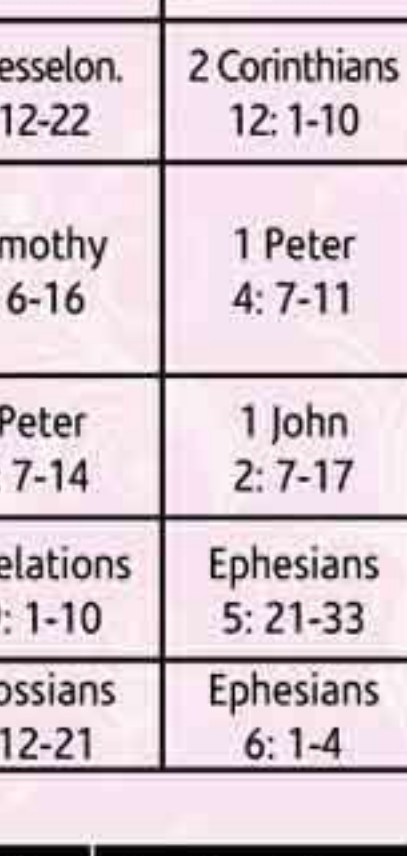 esselon.
12-22
2 Corinthians
12: 1-10
mothy
6-16
1 Peter
4: 7-11
Peter
7-14
1 John
2: 7-17
elations
: 1-10
Ephesians
5: 21-33
ossians
12-21
Ephesians
6: 1-4